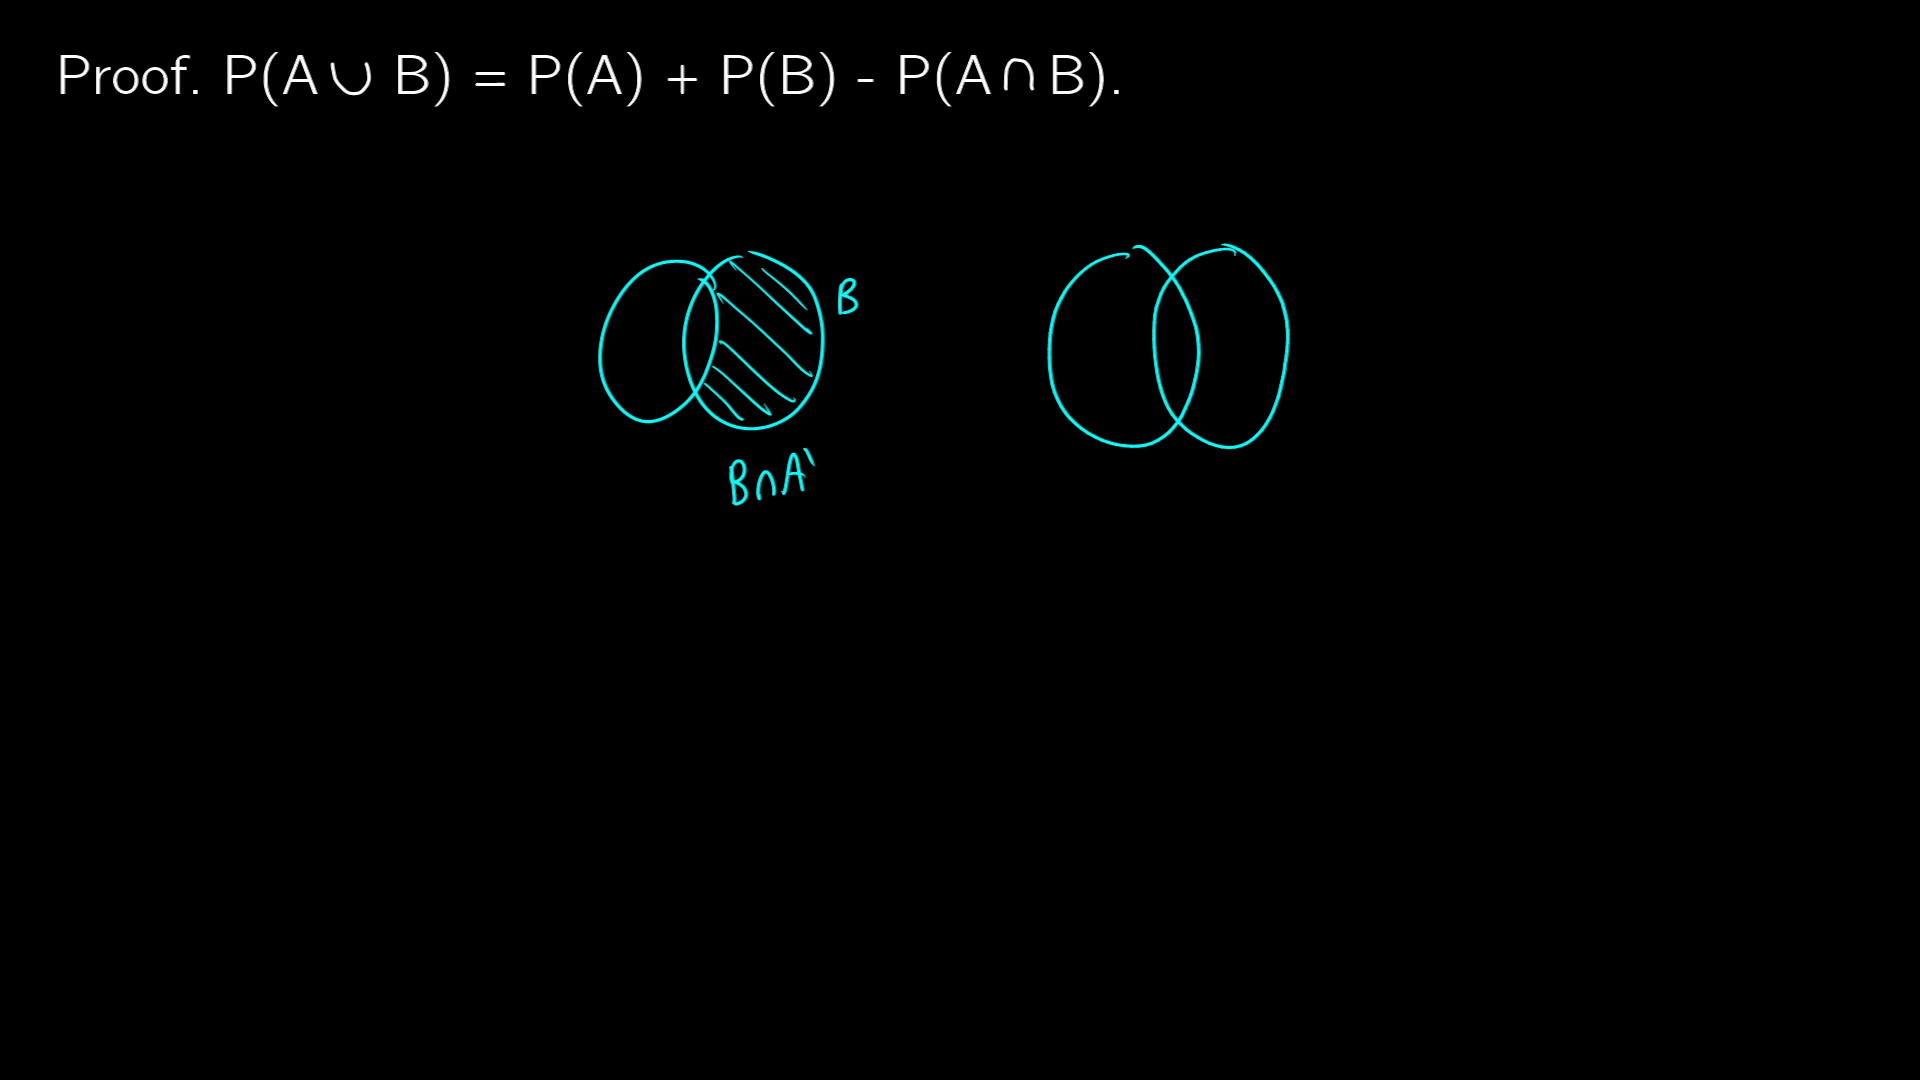 Proof. P(A ∪ B) = P(A) + P(B) - P(A ∩ B).
B
B∩A'